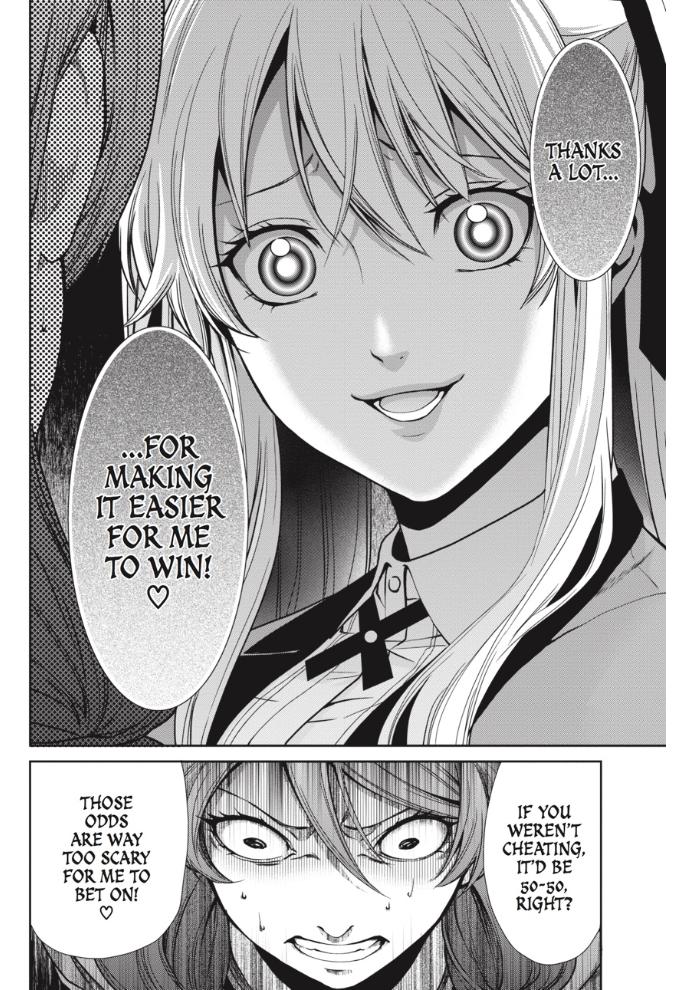 THANKS
A LOT...
...FOR
MAKING
IT EASIER
FOR ME
TO WIN!
♡
IF YOU
WEREN'T
CHEATING,
IT'D BE
50-50,
RIGHT?
THOSE
ODDS
ARE WAY
TOO SCARY
FOR ME TO
BET ON!
♡